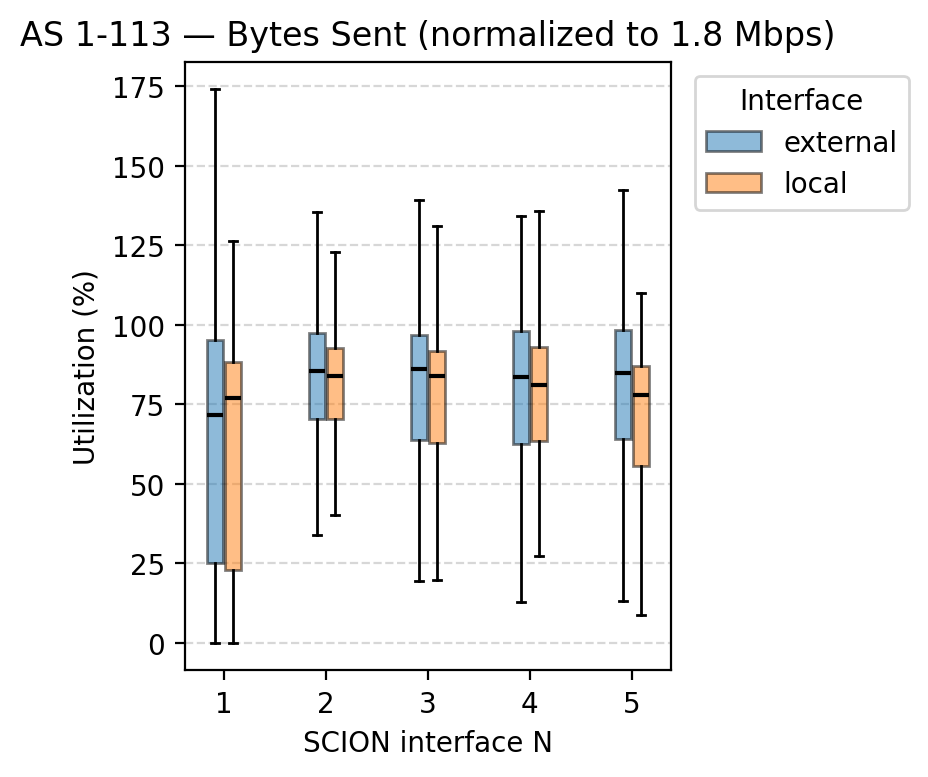 AS 1-113 — Bytes Sent (normalized to 1.8 Mbps)
Interface
external
local
Utilization (%)
175
150
125
100
75
50
25
0
1 2 3 4 5
SCION interface N